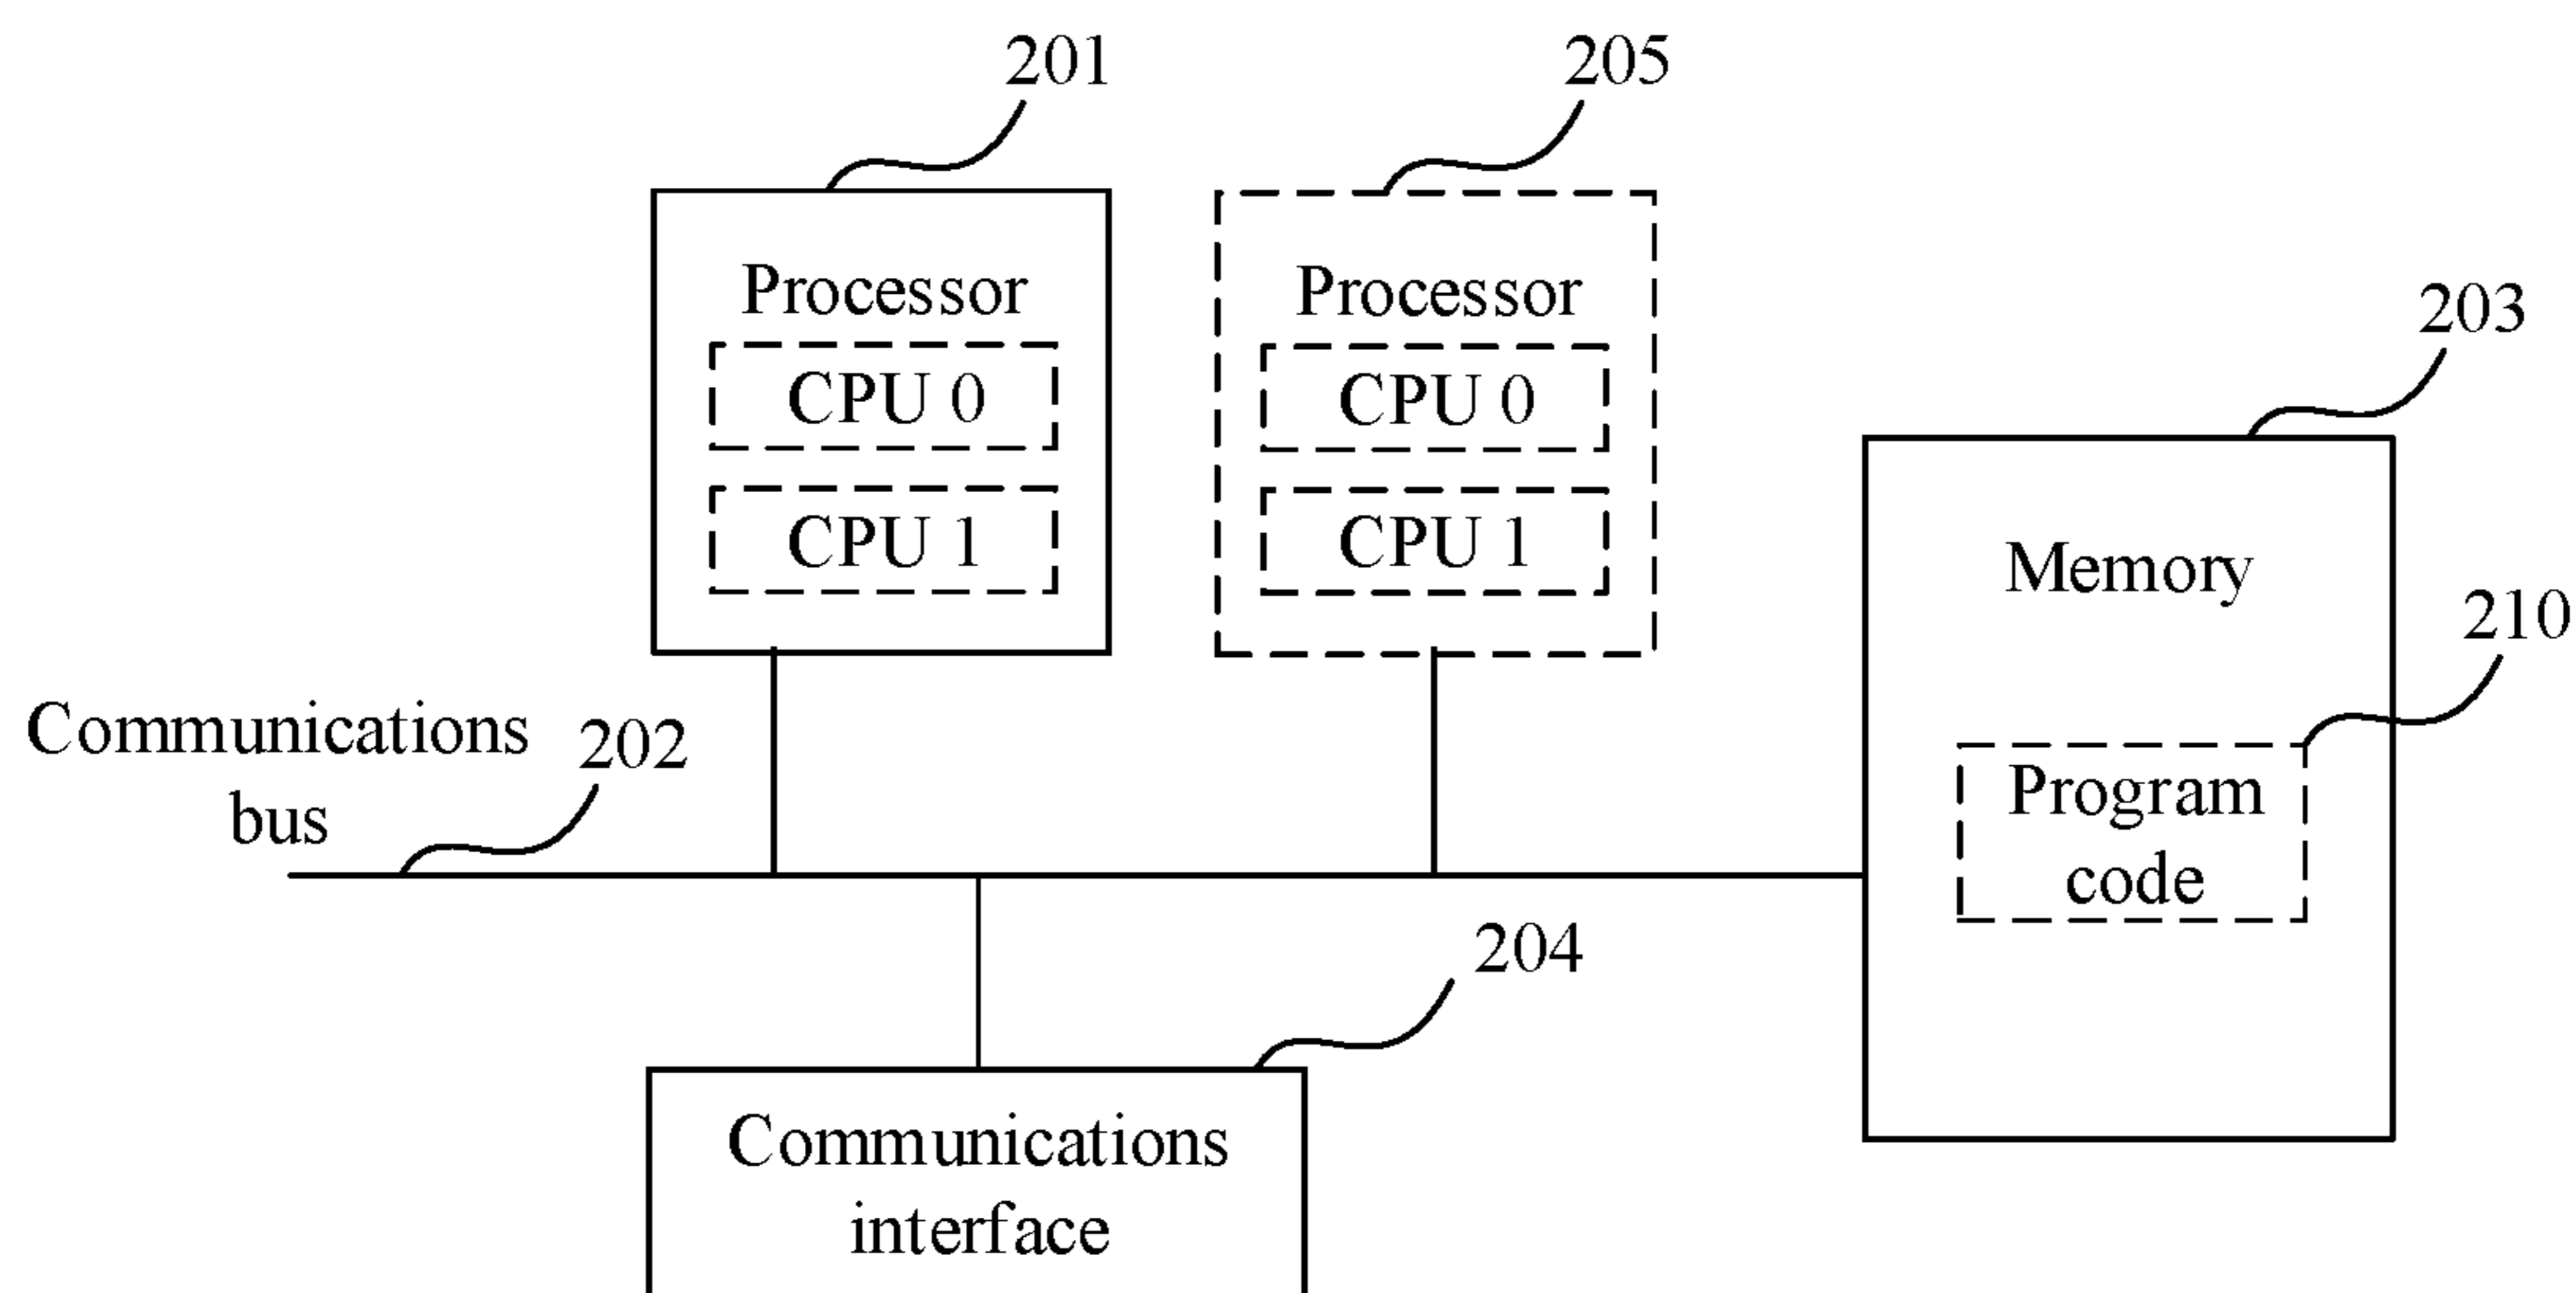 201
205
Processor
CPU 0
CPU 1
Processor
CPU 0
CPU 1
203
Memory
210
Program
code
Communications
bus
202
204
Communications
interface